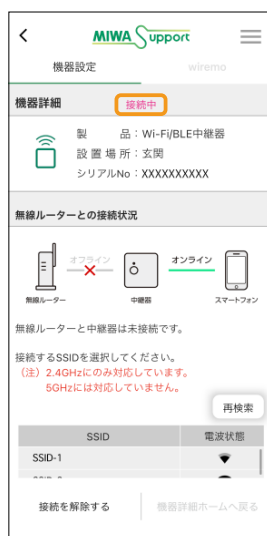 MIWA Support
機器設定
wiremo
機器詳細
接続中
製品：Wi-Fi/BLE中継器
設置場所：玄関
シリアルNo：XXXXXXXXXX
無線ルーターとの接続状況
オフライン
オンライン
無線ルーター
中継器
スマートフォン
無線ルーターと中継器は未接続です。
接続するSSIDを選択してください。
（注）2.4GHzにのみ対応しています。
5GHzには対応していません。
再検索
SSID
電波状態
SSID-1
接続を解除する
機器詳細ホームへ戻る